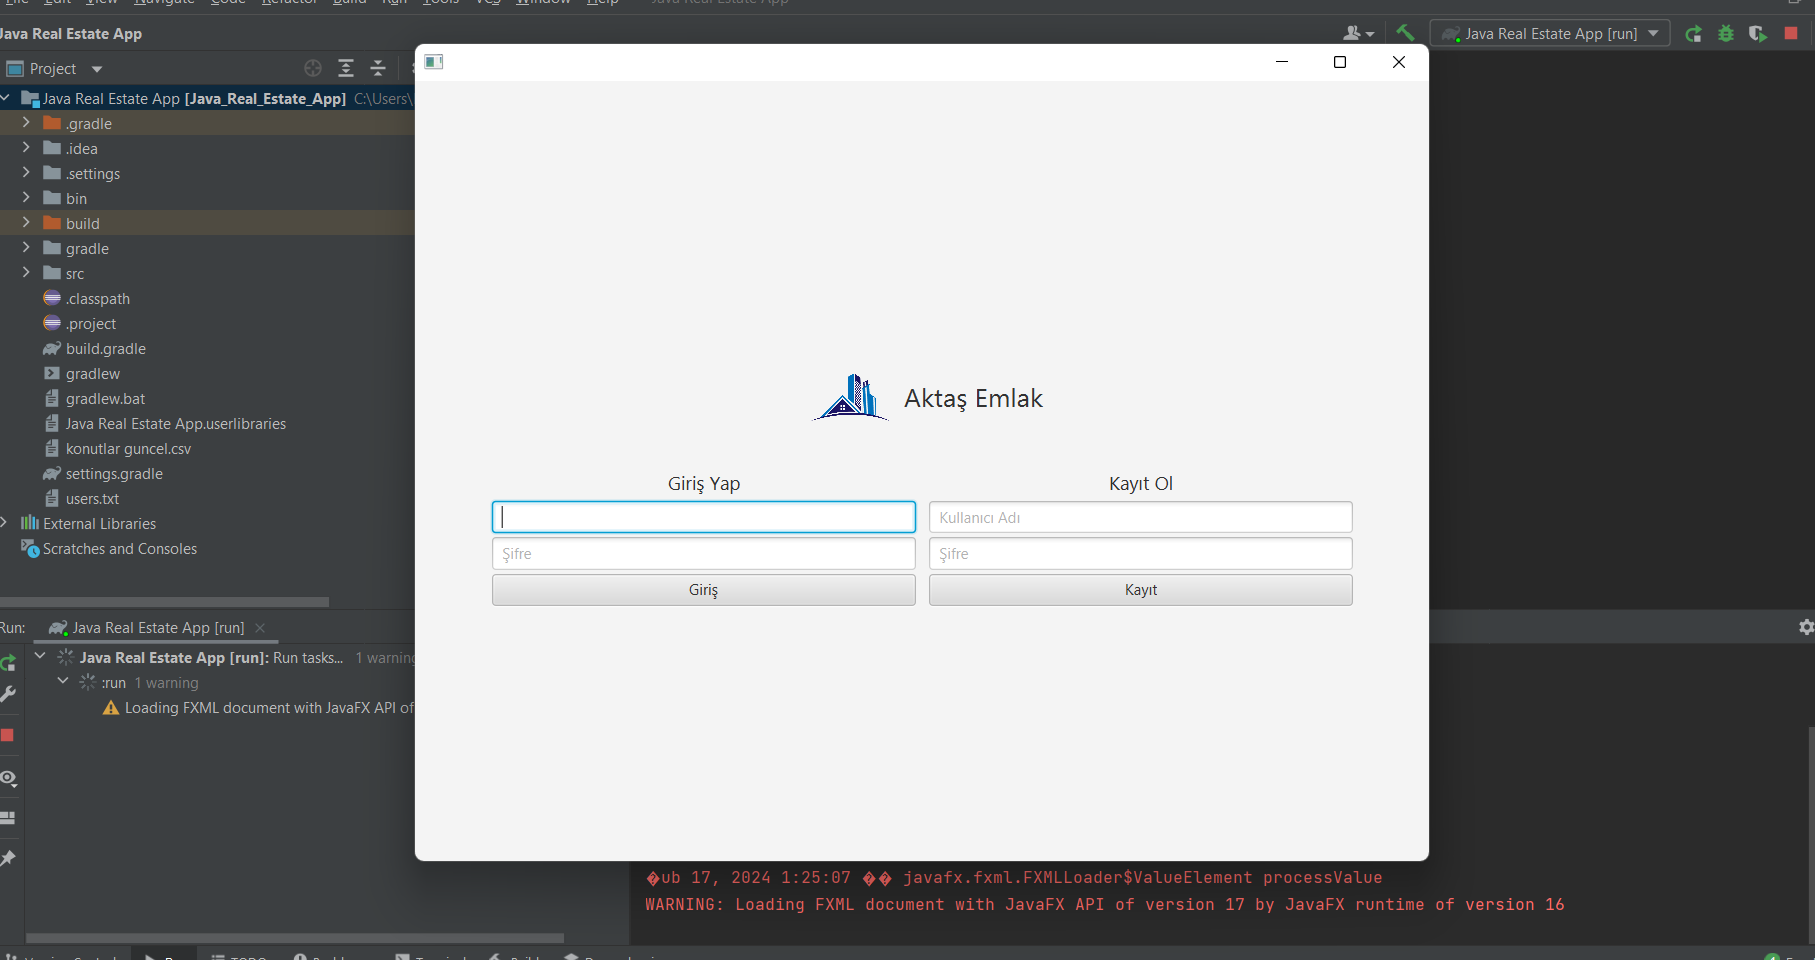 Java Real Estate App
Java Real Estate App [run]
Project
Java Real Estate App [Java_Real_Estate_App] C:\Users\
.gradle
.idea
.settings
bin
build
gradle
src
.classpath
.project
build.gradle
gradlew
gradlew.bat
Java Real Estate App.userlibraries
konutlar guncel.csv
settings.gradle
users.txt
External Libraries
Scratches and Consoles
Aktaş Emlak
Giriş Yap
Kayıt Ol
Kullanıcı Adı
Şifre
Şifre
Giriş
Kayıt
Run:
Java Real Estate App [run]
Java Real Estate App [run]: Run tasks... 1 warning
:run 1 warning
Loading FXML document with JavaFX API of
�ub 17, 2024 1:25:07 �� javafx.fxml.FXMLLoader$ValueElement processValue
WARNING: Loading FXML document with JavaFX API of version 17 by JavaFX runtime of version 16